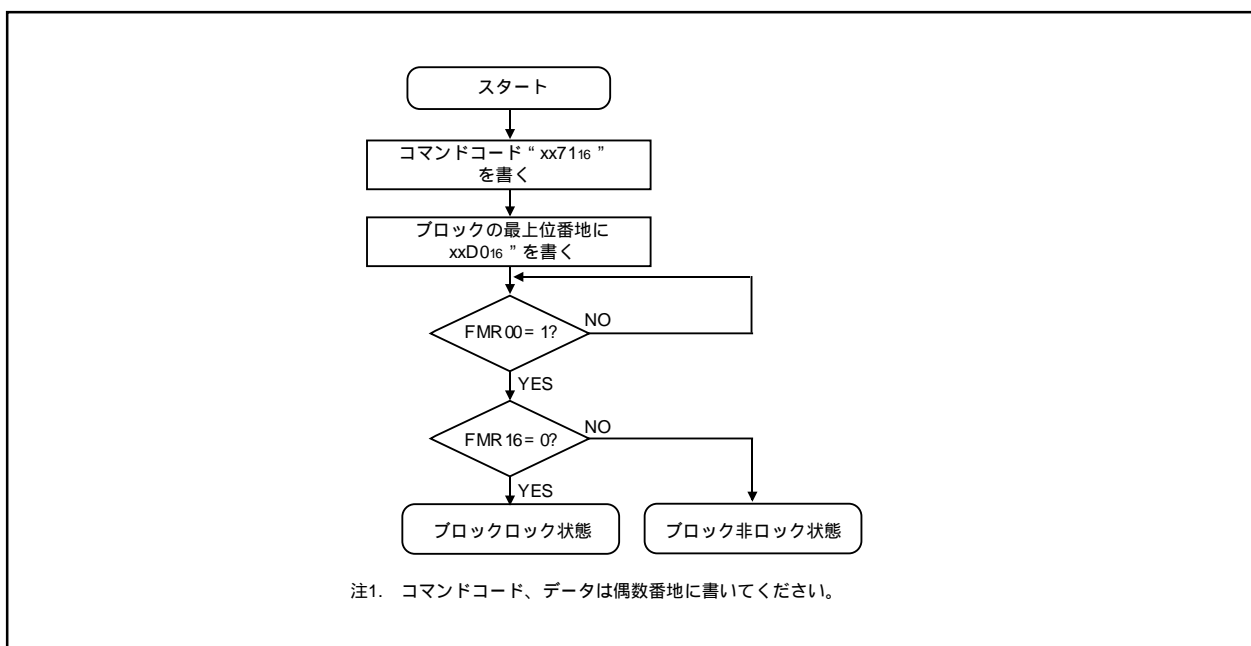 スタート
コマンドコード “ xx7116 ”
を書く
ブロックの最上位番地に
xxD016 ” を書く
FMR00= 1?
NO
YES
FMR16= 0?
NO
YES
ブロックロック状態
ブロック非ロック状態
注1. コマンドコード、データは偶数番地に書いてください。